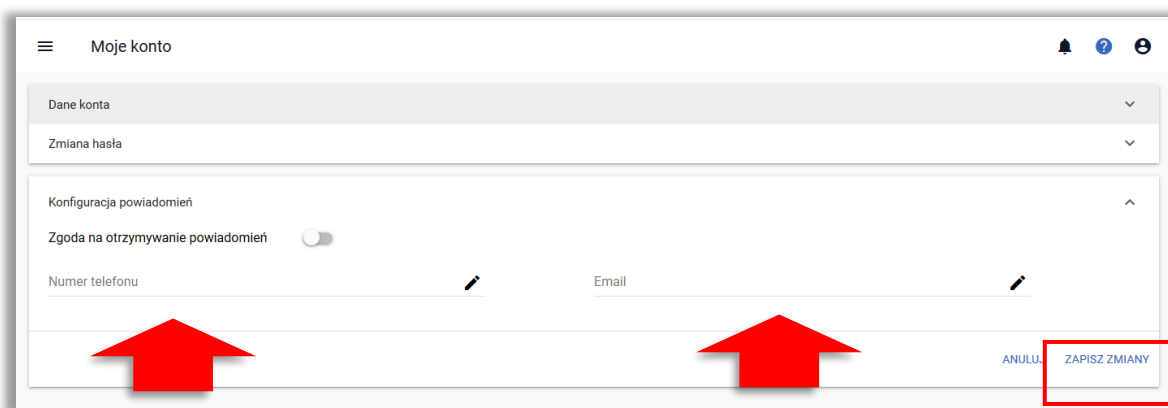 Moje konto
Dane konta
Zmiana hasła
Konfiguracja powiadomień
Zgoda na otrzymywanie powiadomień
Numer telefonu Email
ANULUJ ZAPISZ ZMIANY